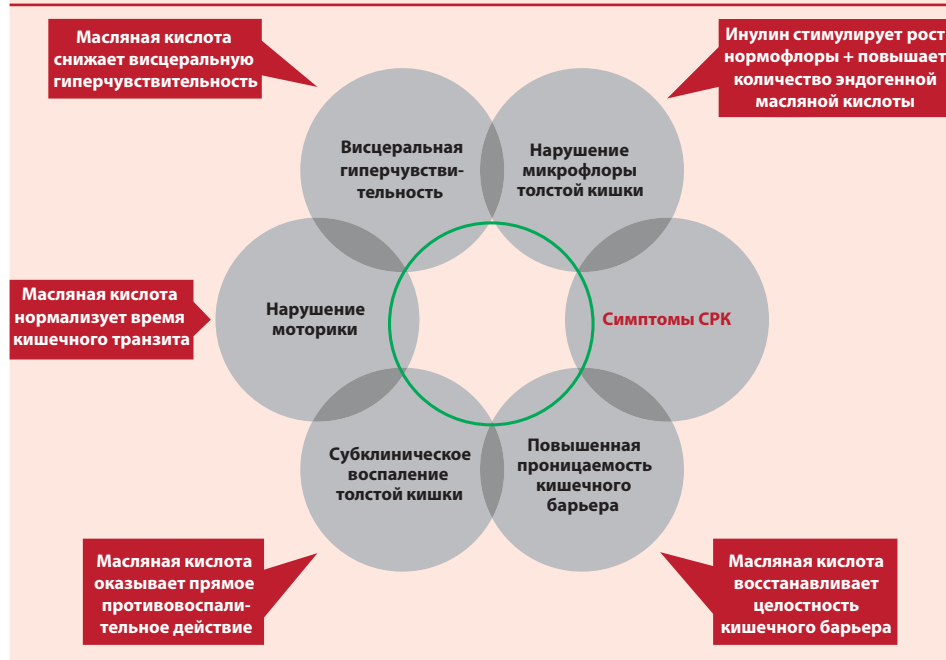 Масляная кислота
снижает висцеральную
гиперчувствительность
Инулин стимулирует рост
нормофлоры + повышает
количество эндогенной
масляной кислоты
Висцеральная
гиперчувстви-
тельность
Нарушение
микрофлоры
толстой кишки
Масляная кислота
нормализует время
кишечного транзита
Нарушение
моторики
Симптомы СРК
Субклиническое
воспаление
толстой кишки
Повышенная
проницаемость
кишечного
барьера
Масляная кислота
оказывает прямое
противовоспали-
тельное действие
Масляная кислота
восстанавливает
целостность
кишечного барьера